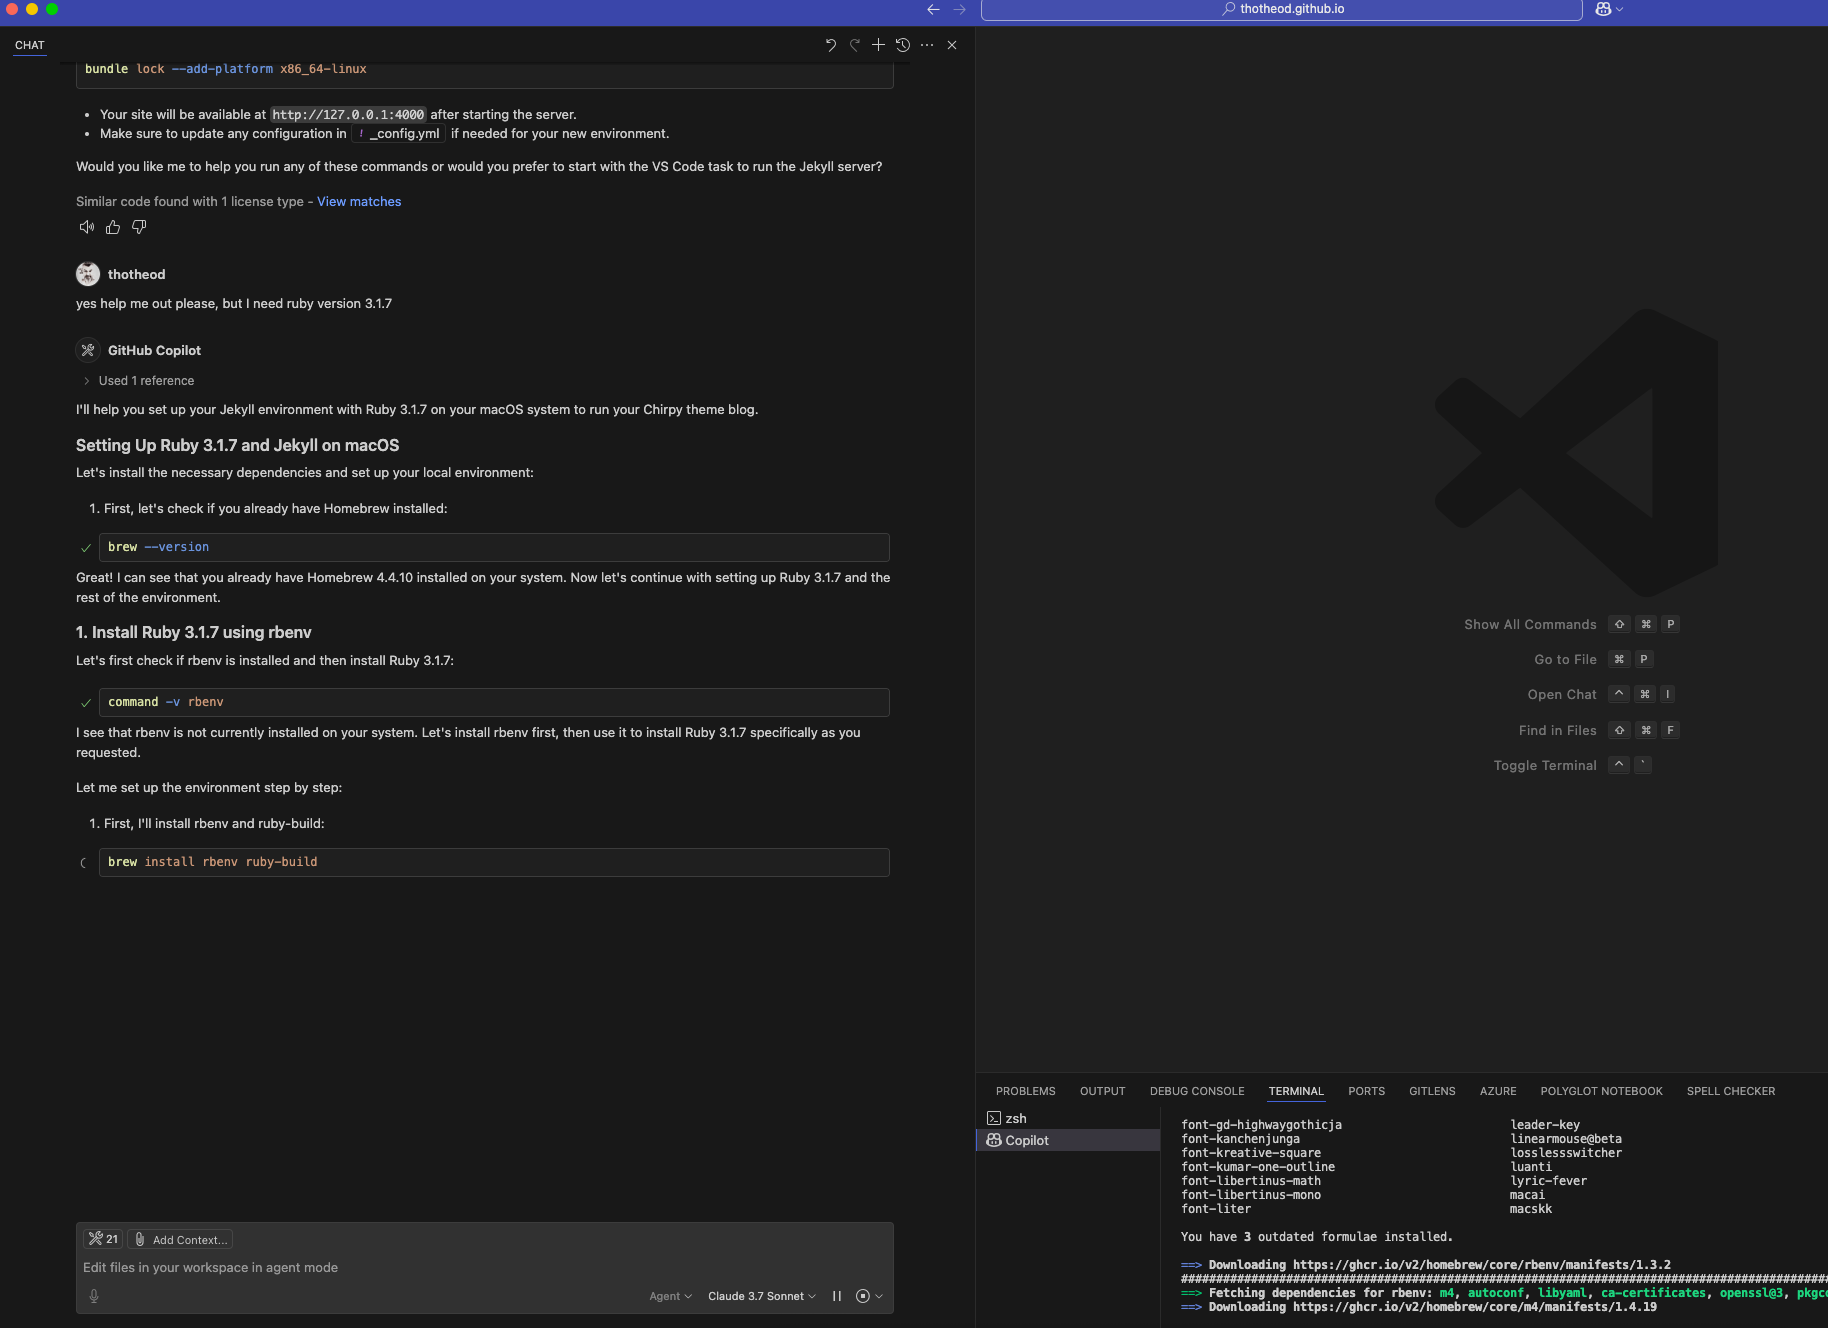 thotheod.github.io
CHAT
bundle lock --add-platform x86_64-linux
• Your site will be available at http://127.0.0.1:4000 after starting the server.
• Make sure to update any configuration in ! _config.yml if needed for your new environment.
Would you like me to help you run any of these commands or would you prefer to start with the VS Code task to run the Jekyll server?
Similar code found with 1 license type - View matches
thotheod
yes help me out please, but I need ruby version 3.1.7
GitHub Copilot
Used 1 reference
I'll help you set up your Jekyll environment with Ruby 3.1.7 on your macOS system to run your Chirpy theme blog.
Setting Up Ruby 3.1.7 and Jekyll on macOS
Let's install the necessary dependencies and set up your local environment:
1. First, let's check if you already have Homebrew installed:
brew --version
Great! I can see that you already have Homebrew 4.4.10 installed on your system. Now let's continue with setting up Ruby 3.1.7 and the
rest of the environment.
1. Install Ruby 3.1.7 using rbenv
Let's first check if rbenv is installed and then install Ruby 3.1.7:
command -v rbenv
I see that rbenv is not currently installed on your system. Let's install rbenv first, then use it to install Ruby 3.1.7 specifically as you
requested.
Let me set up the environment step by step:
1. First, I'll install rbenv and ruby-build:
brew install rbenv ruby-build
21 Add Context...
Edit files in your workspace in agent mode
Agent Claude 3.7 Sonnet
Show All Commands ⇧ ⌘ P
Go to File ⌘ P
Open Chat ^ ⌘ I
Find in Files ⇧ ⌘ F
Toggle Terminal ^ `
PROBLEMS OUTPUT DEBUG CONSOLE TERMINAL PORTS GITLENS AZURE POLYGLOT NOTEBOOK SPELL CHECKER
zsh
Copilot
font-gd-highwaygothicja leader-key
font-kanchenjunga linearmouse@beta
font-kreative-square losslessswitcher
font-kumar-one-outline luanti
font-libertinus-math lyric-fever
font-libertinus-mono macai
font-liter macskk
You have 3 outdated formulae installed.
==> Downloading https://ghcr.io/v2/homebrew/core/rbenv/manifests/1.3.2
############################################################################################
==> Fetching dependencies for rbenv: m4, autoconf, libyaml, ca-certificates, openssl@3, pkgco
==> Downloading https://ghcr.io/v2/homebrew/core/m4/manifests/1.4.19